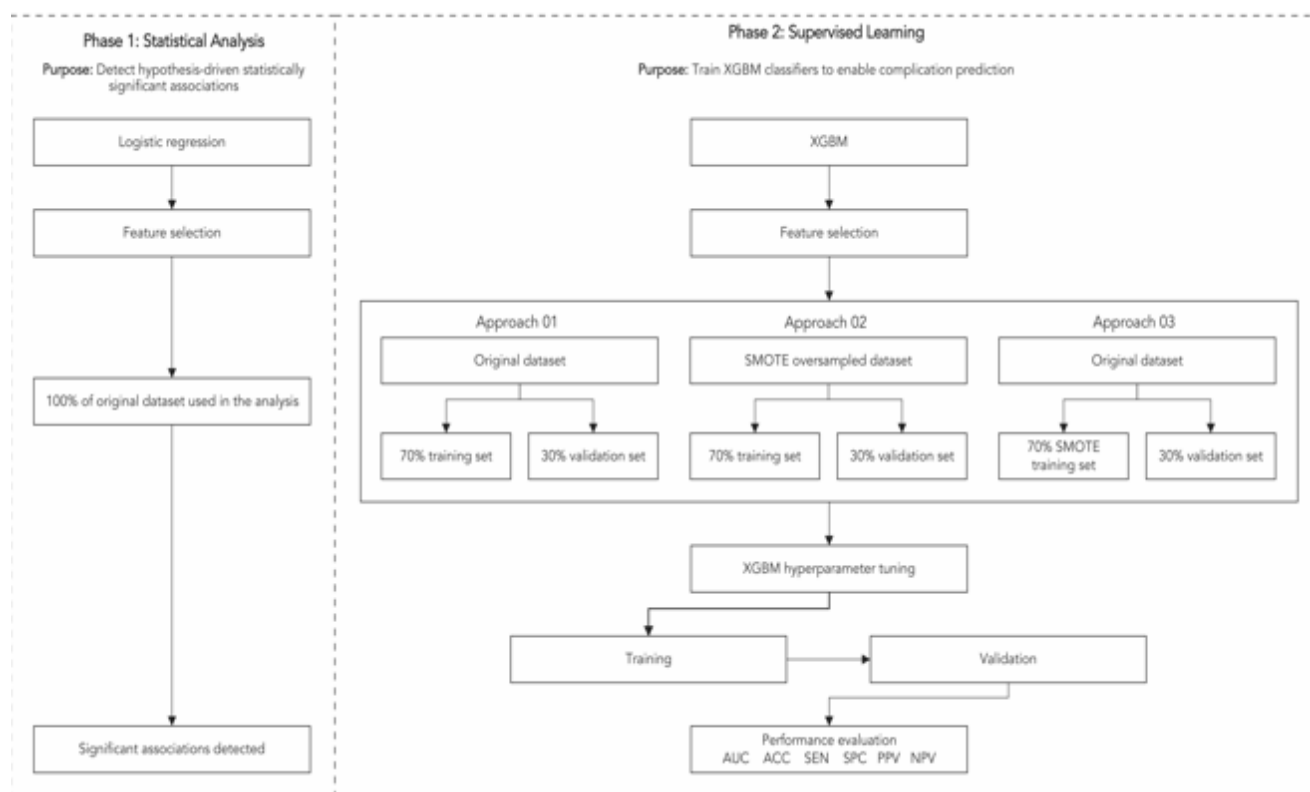 Phase 1: Statistical Analysis
Purpose: Detect hypothesis-driven statistically
significant associations
Logistic regression
Feature selection
100% of original dataset used in the analysis
Significant associations detected
Phase 2: Supervised Learning
Purpose: Train XGBM classifiers to enable complication prediction
XGBM
Feature selection
Approach 01
Original dataset
70% training set
30% validation set
Approach 02
SMOTE oversampled dataset
70% training set
30% validation set
Approach 03
Original dataset
70% SMOTE
training set
30% validation set
XGBM hyperparameter tuning
Training
Validation
Performance evaluation
AUC ACC SEN SPC PPV NPV